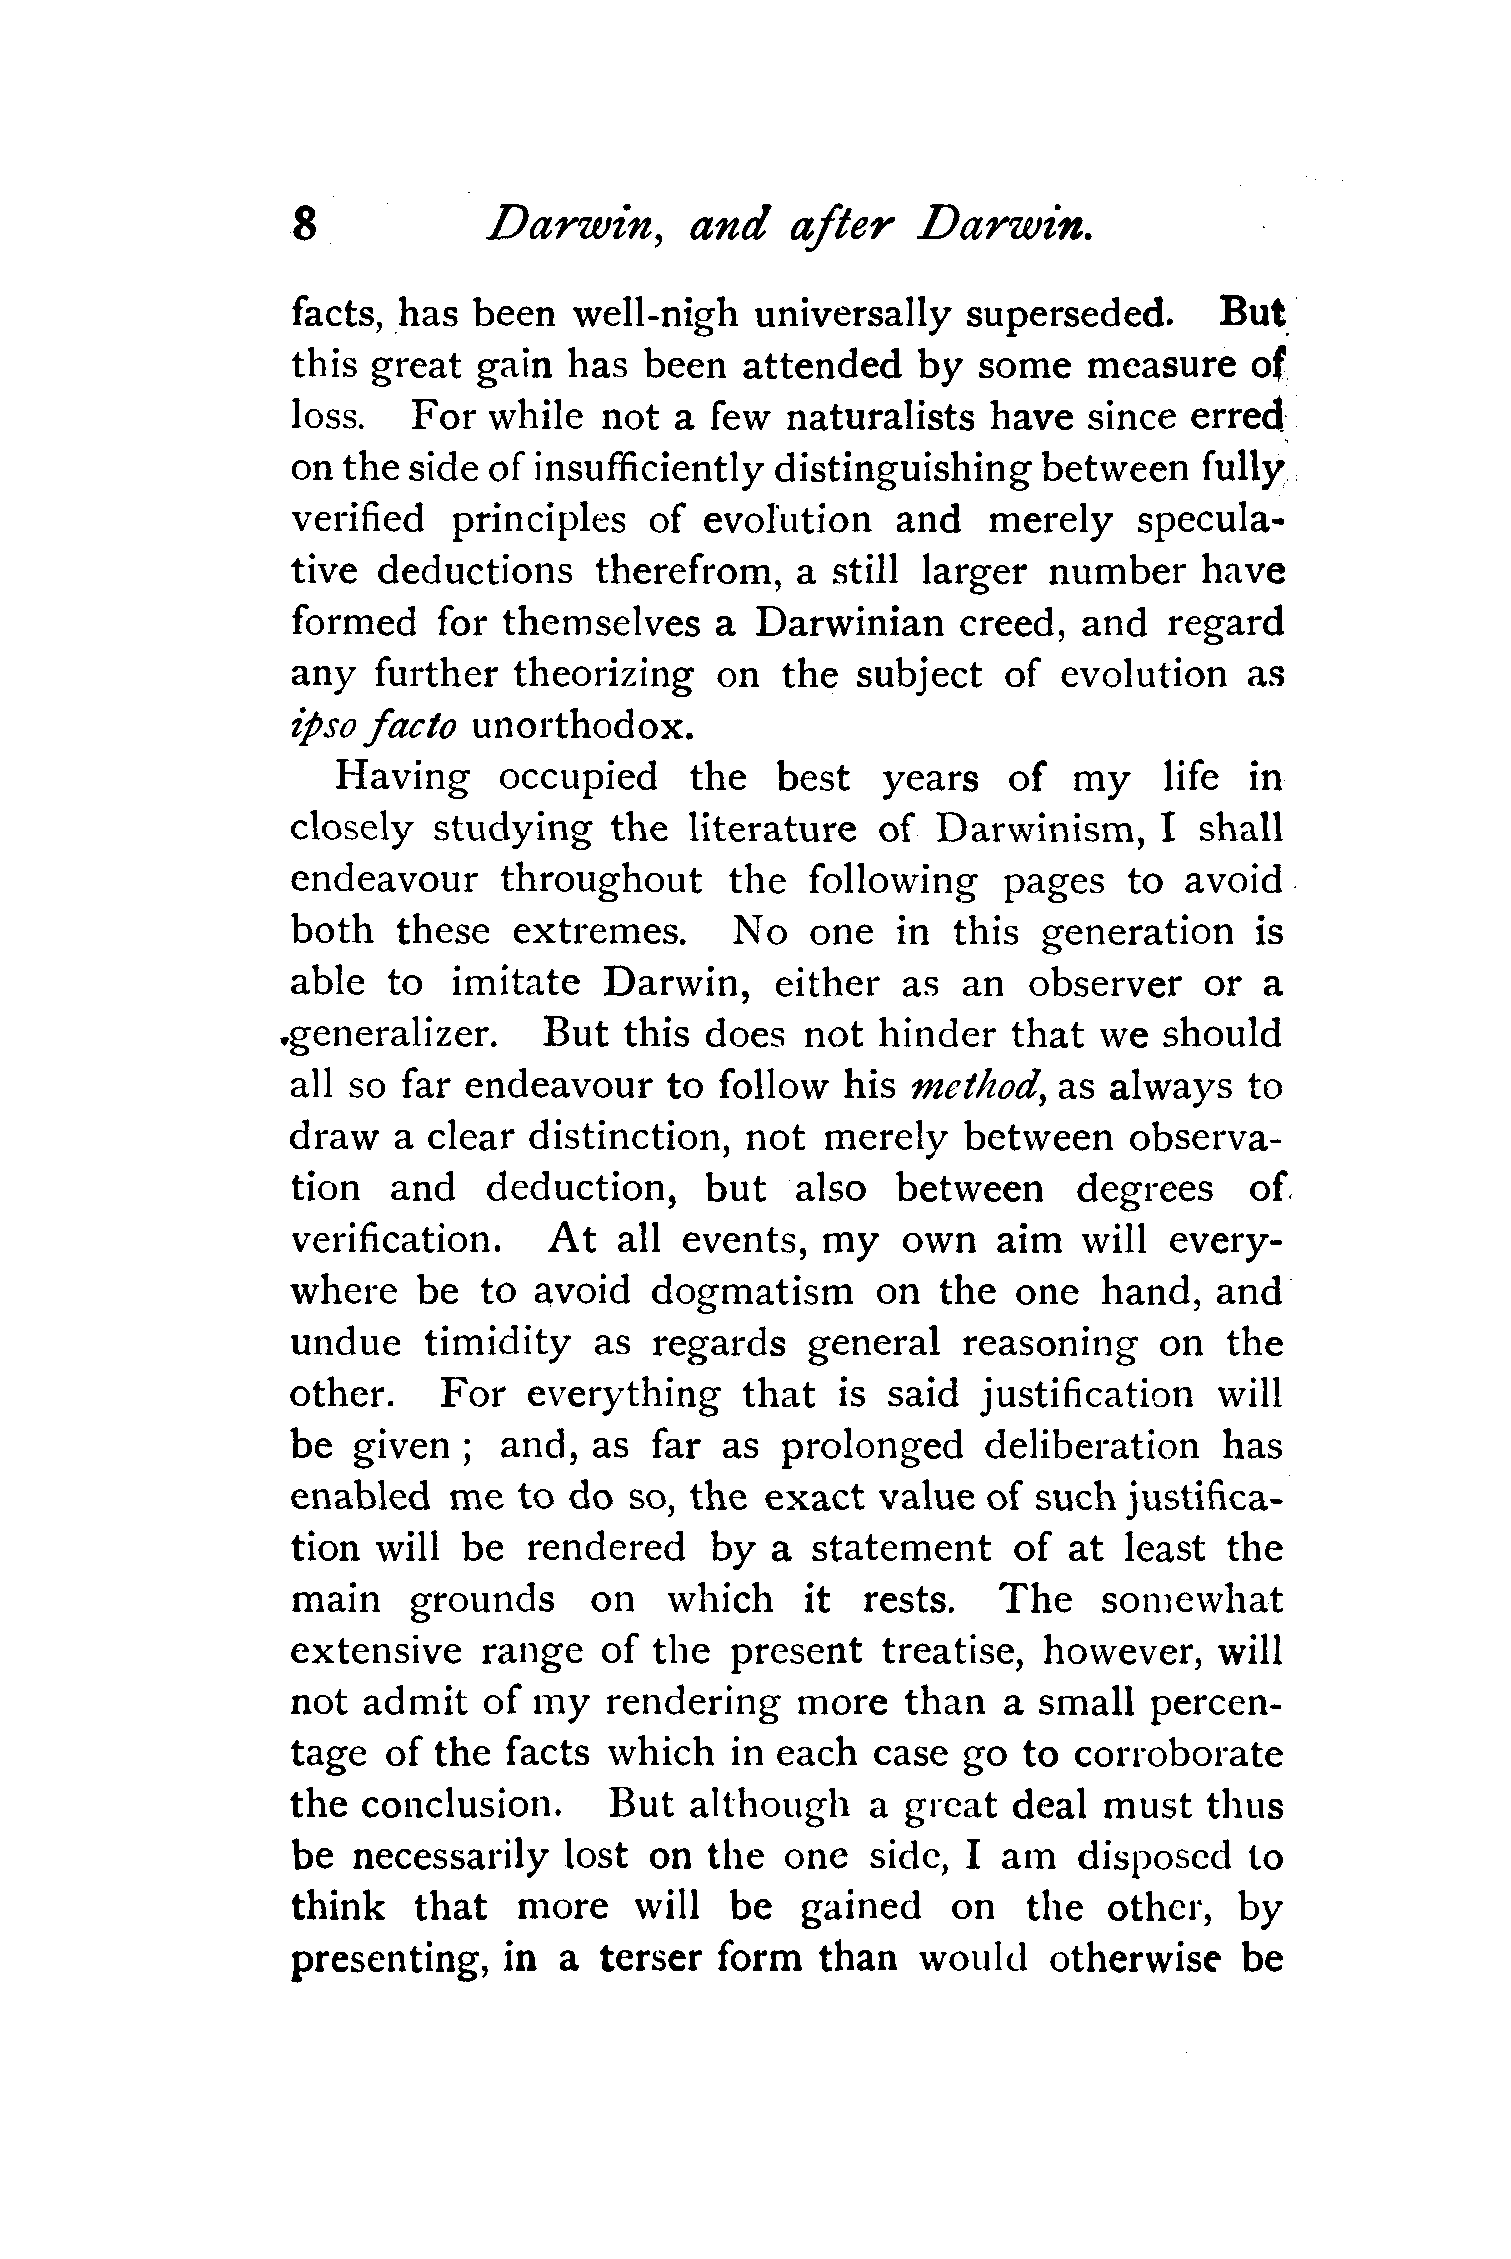 8 Darwin, and after Darwin.
facts, has been well-nigh universally superseded. But
this great gain has been attended by some measure of
loss. For while not a few naturalists have since erred
on the side of insufficiently distinguishing between fully
verified principles of evolution and merely specula-
tive deductions therefrom, a still larger number have
formed for themselves a Darwinian creed, and regard
any further theorizing on the subject of evolution as
ipso facto unorthodox.
Having occupied the best years of my life in
closely studying the literature of Darwinism, I shall
endeavour throughout the following pages to avoid
both these extremes. No one in this generation is
able to imitate Darwin, either as an observer or a
generalizer. But this does not hinder that we should
all so far endeavour to follow his method, as always to
draw a clear distinction, not merely between observa-
tion and deduction, but also between degrees of
verification. At all events, my own aim will every-
where be to avoid dogmatism on the one hand, and
undue timidity as regards general reasoning on the
other. For everything that is said justification will
be given ; and, as far as prolonged deliberation has
enabled me to do so, the exact value of such justifica-
tion will be rendered by a statement of at least the
main grounds on which it rests. The somewhat
extensive range of the present treatise, however, will
not admit of my rendering more than a small percen-
tage of the facts which in each case go to corroborate
the conclusion. But although a great deal must thus
be necessarily lost on the one side, I am disposed to
think that more will be gained on the other, by
presenting, in a terser form than would otherwise be